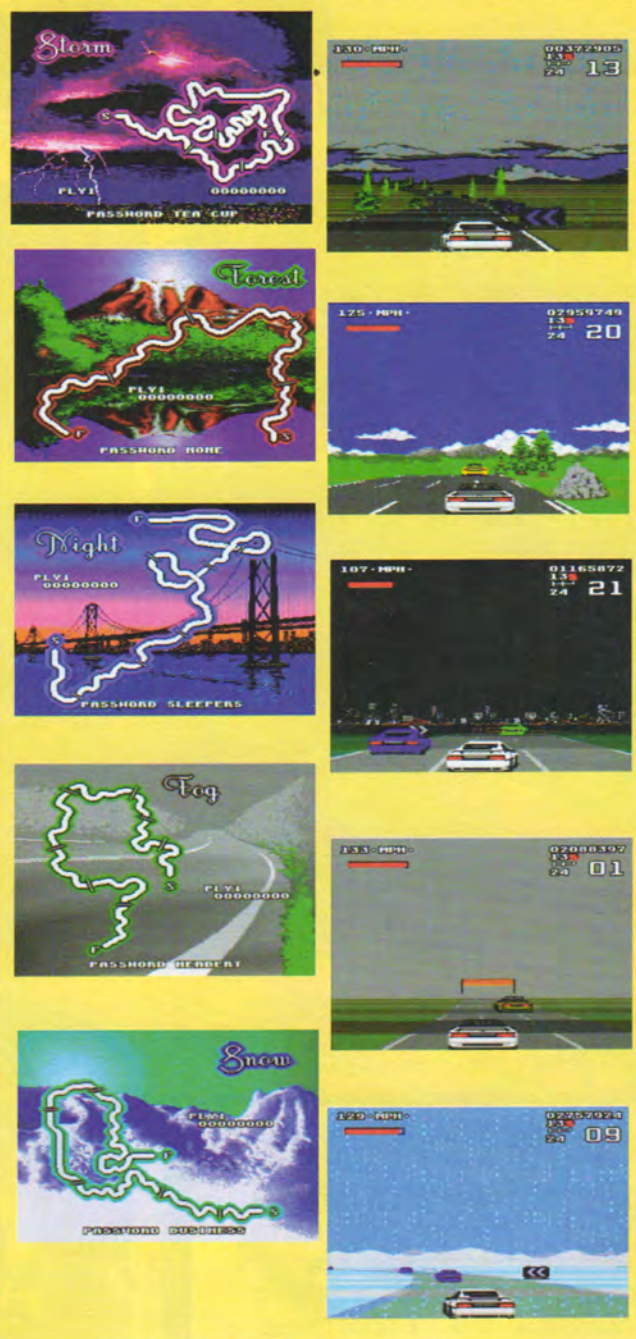 Storm
S
F
PLY1
00000000
PASSWORD TEA CUP
130·MPH·
00372905
13
24
13
Forest
PLY1
00000000
F
S
PASSWORD NONE
125·MPH·
02959749
13
24
20
Night
F
PLY1
00000000
S
PASSWORD SLEEPERS
107·MPH·
01165872
13
24
21
Fog
S
PLY1
00000000
F
PASSWORD HERBERT
133·MPH·
02088397
13
24
01
Snow
PLY1
00000000
F
S
PASSWORD BUSINESS
129·MPH·
02757924
13
24
09